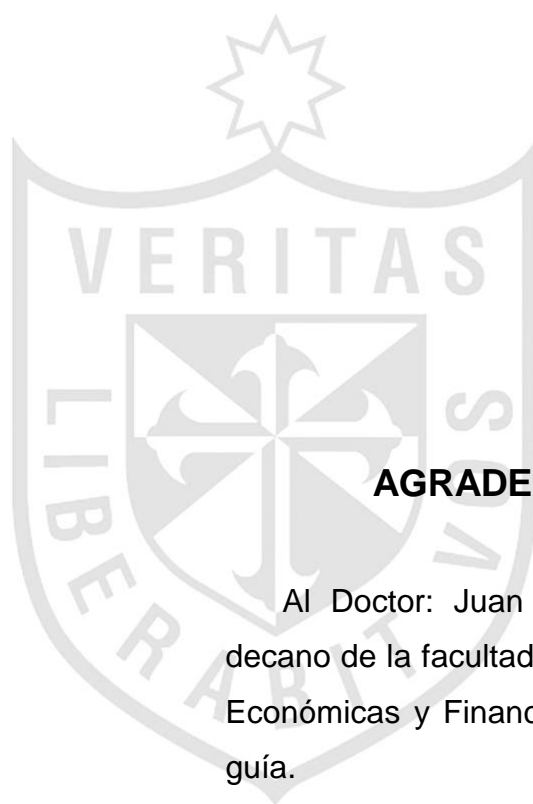 VERITAS
LIBERABIT VOS
AGRADE
Al Doctor: Juan
decano de la facultad
Económicas y Financ
guía.